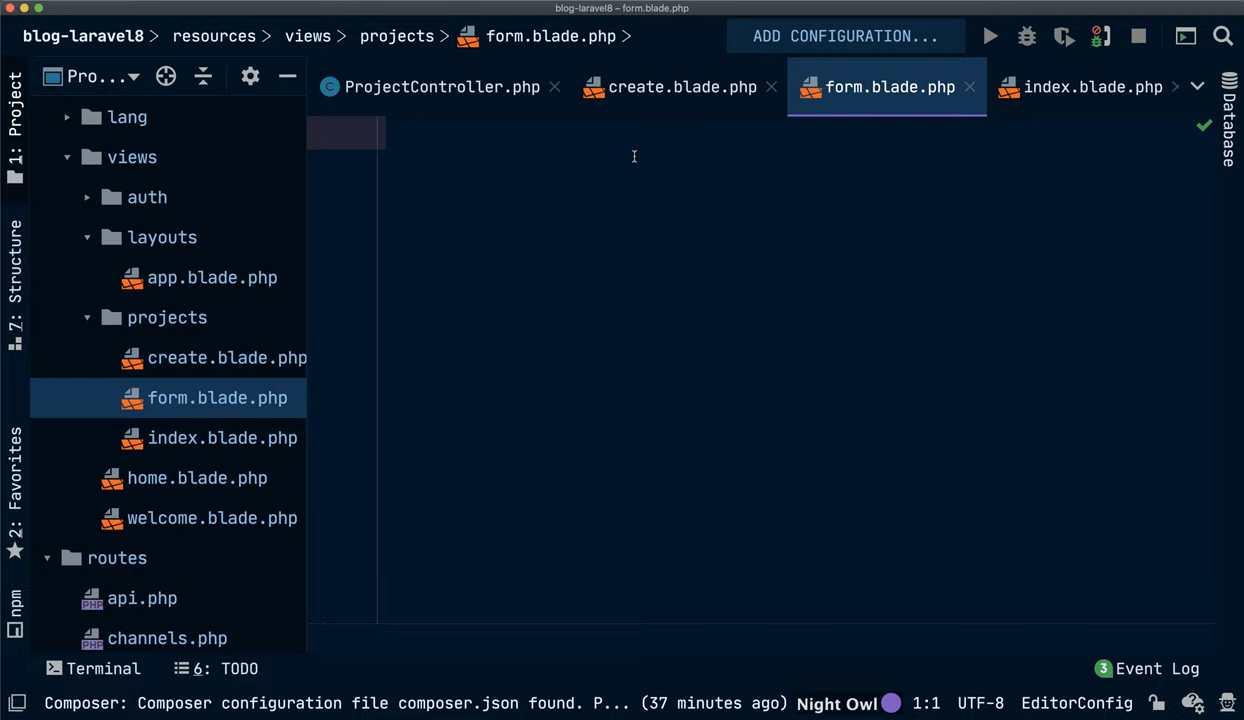 blog-laravel8 – form.blade.php
blog-laravel8 > resources > views > projects > form.blade.php >
ADD CONFIGURATION...
1: Project
7: Structure
2: Favorites
npm
Pro...
ProjectController.php
create.blade.php
form.blade.php
index.blade.php
Database
lang
views
auth
layouts
app.blade.php
projects
create.blade.php
form.blade.php
index.blade.php
home.blade.php
welcome.blade.php
routes
PHP api.php
PHP channels.php
Terminal
6: TODO
3 Event Log
Composer: Composer configuration file composer.json found. P... (37 minutes ago)
Night Owl
1:1
UTF-8
EditorConfig